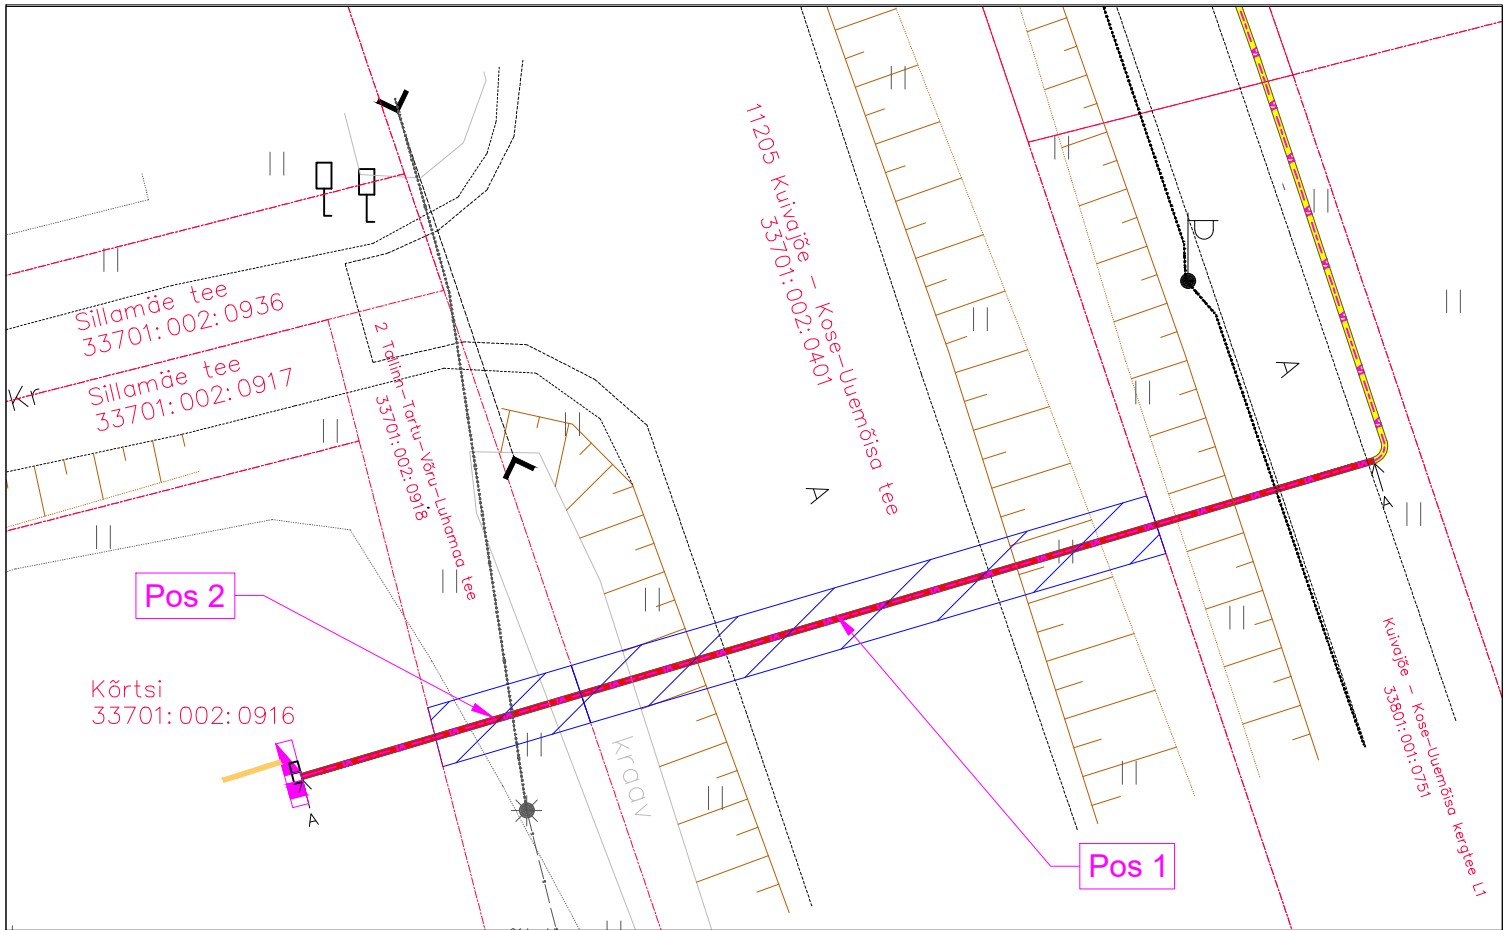 11205 Kuivajõe – Kose–Uuemõisa tee
33701:002:0401
Sillamäe tee
33701:002:0936
Sillamäe tee
33701:002:0917
Kr
2 Tallinn–Tartu–Võru–Luhamaa tee
33701:002:0918
A
A
A
Pos 2
Kõrtsi
33701:002:0916
A
kraav
Pos 1
Kuivajõe – Kose–Uuemõisa kergtee L1
33801:001:0751